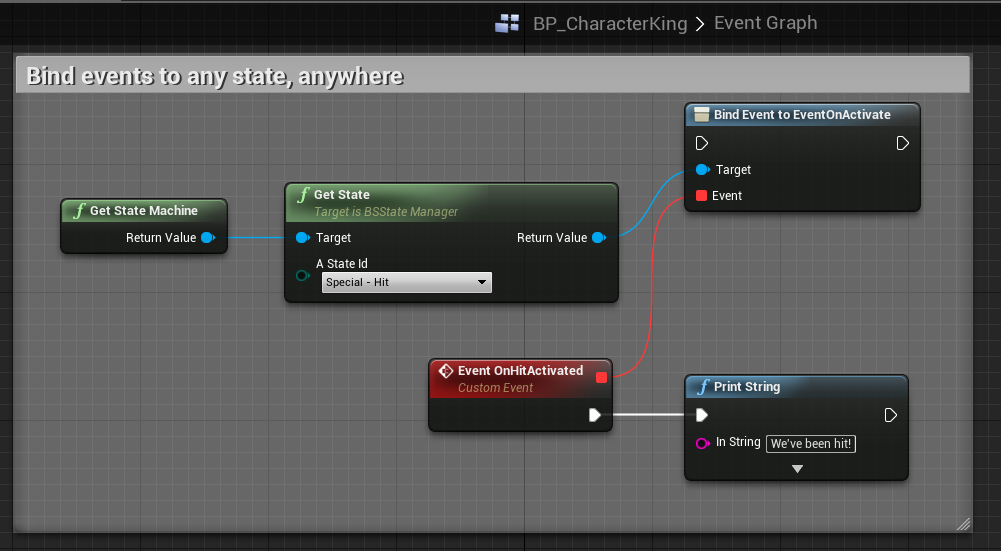 BP_CharacterKing > Event Graph
Bind events to any state, anywhere
Bind Event to EventOnActivate
Target
Event
Get State Machine
Return Value
Get State
Target is BSState Manager
Target
Return Value
A State Id
Special - Hit
Event OnHitActivated
Custom Event
Print String
In String We've been hit!